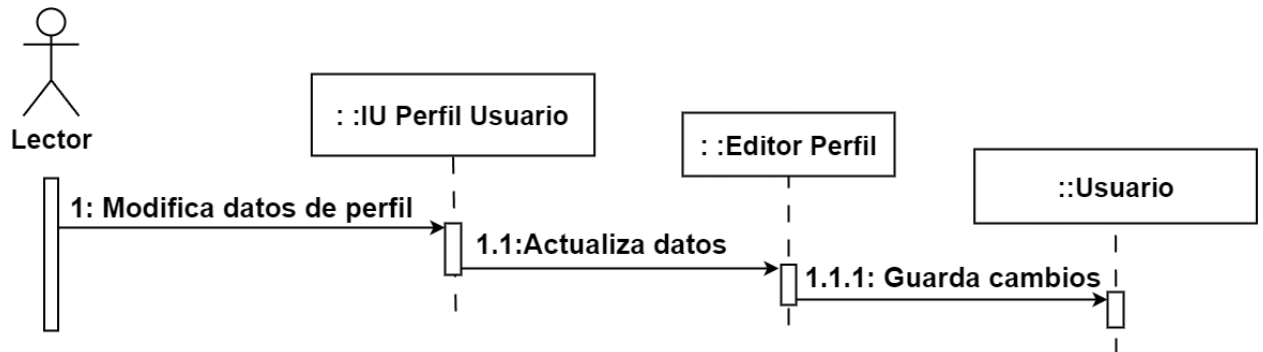 Lector
: :IU Perfil Usuario
: :Editor Perfil
::Usuario
1: Modifica datos de perfil
1.1:Actualiza datos
1.1.1: Guarda cambios